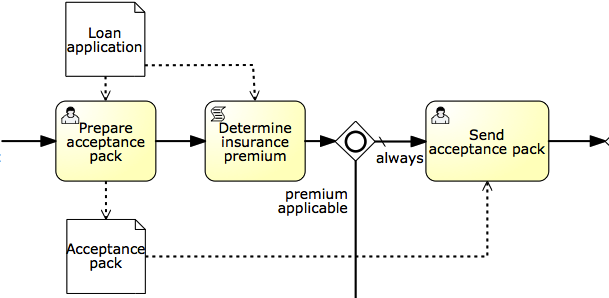 Loan
application
Prepare
acceptance
pack
Determine
insurance
premium
always
Send
acceptance pack
premium
applicable
Acceptance
pack